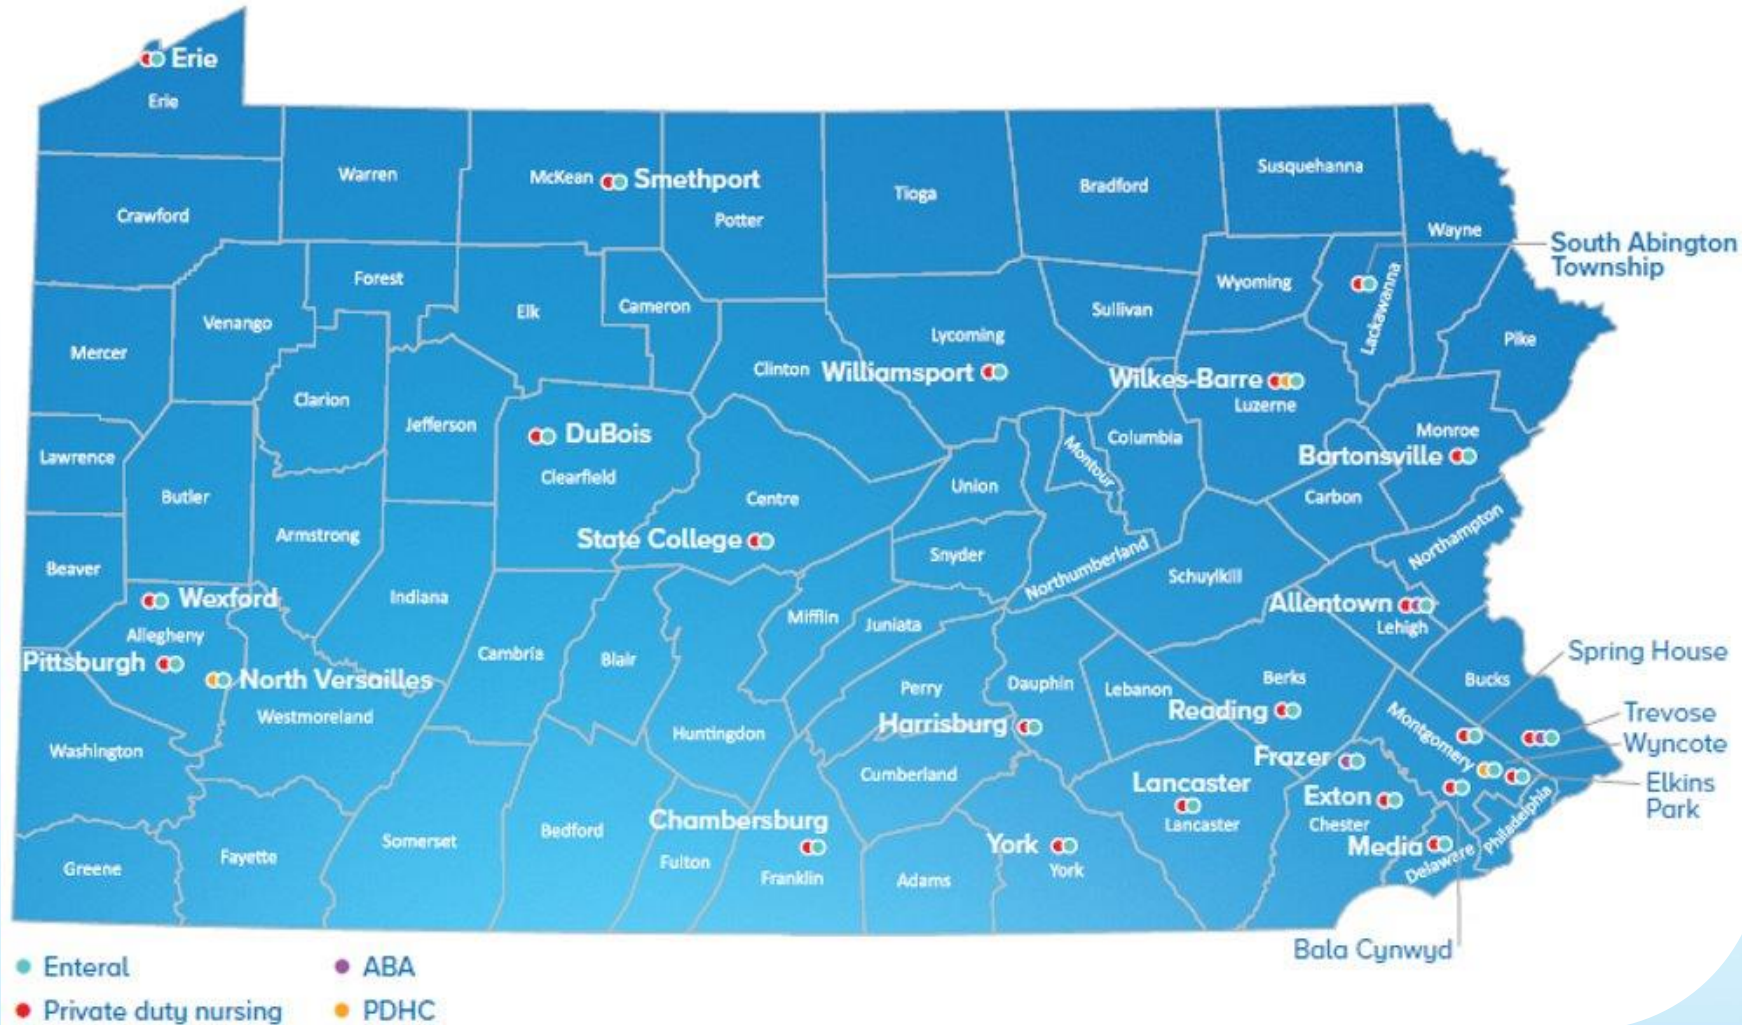 Erie
Erie
Warren
McKean
Smethport
Potter
Tioga
Bradford
Susquehanna
Wayne
Crawford
South Abington
Township
Forest
Elk
Cameron
Wyoming
Lackawanna
Venango
Sullivan
Lycoming
Pike
Mercer
Clinton
Williamsport
Wilkes-Barre
Luzerne
Clarion
Jefferson
DuBois
Clearfield
Columbia
Montour
Monroe
Bartonsville
Lawrence
Butler
Centre
Union
Carbon
Armstrong
State College
Snyder
Northumberland
Northampton
Beaver
Schuylkill
Indiana
Wexford
Allegheny
Mifflin
Juniata
Allentown
Lehigh
Pittsburgh
North Versailles
Westmoreland
Cambria
Blair
Perry
Dauphin
Lebanon
Berks
Bucks
Spring House
Reading
Harrisburg
Huntingdon
Montgomery
Trevose
Wyncote
Washington
Frazer
Cumberland
Lancaster
Lancaster
Exton
Chester
Elkins
Park
Philadelphia
Chambersburg
Somerset
Bedford
York
York
Media
Delaware
Greene
Fayette
Fulton
Franklin
Adams
Bala Cynwyd
Enteral
ABA
Private duty nursing
PDHC